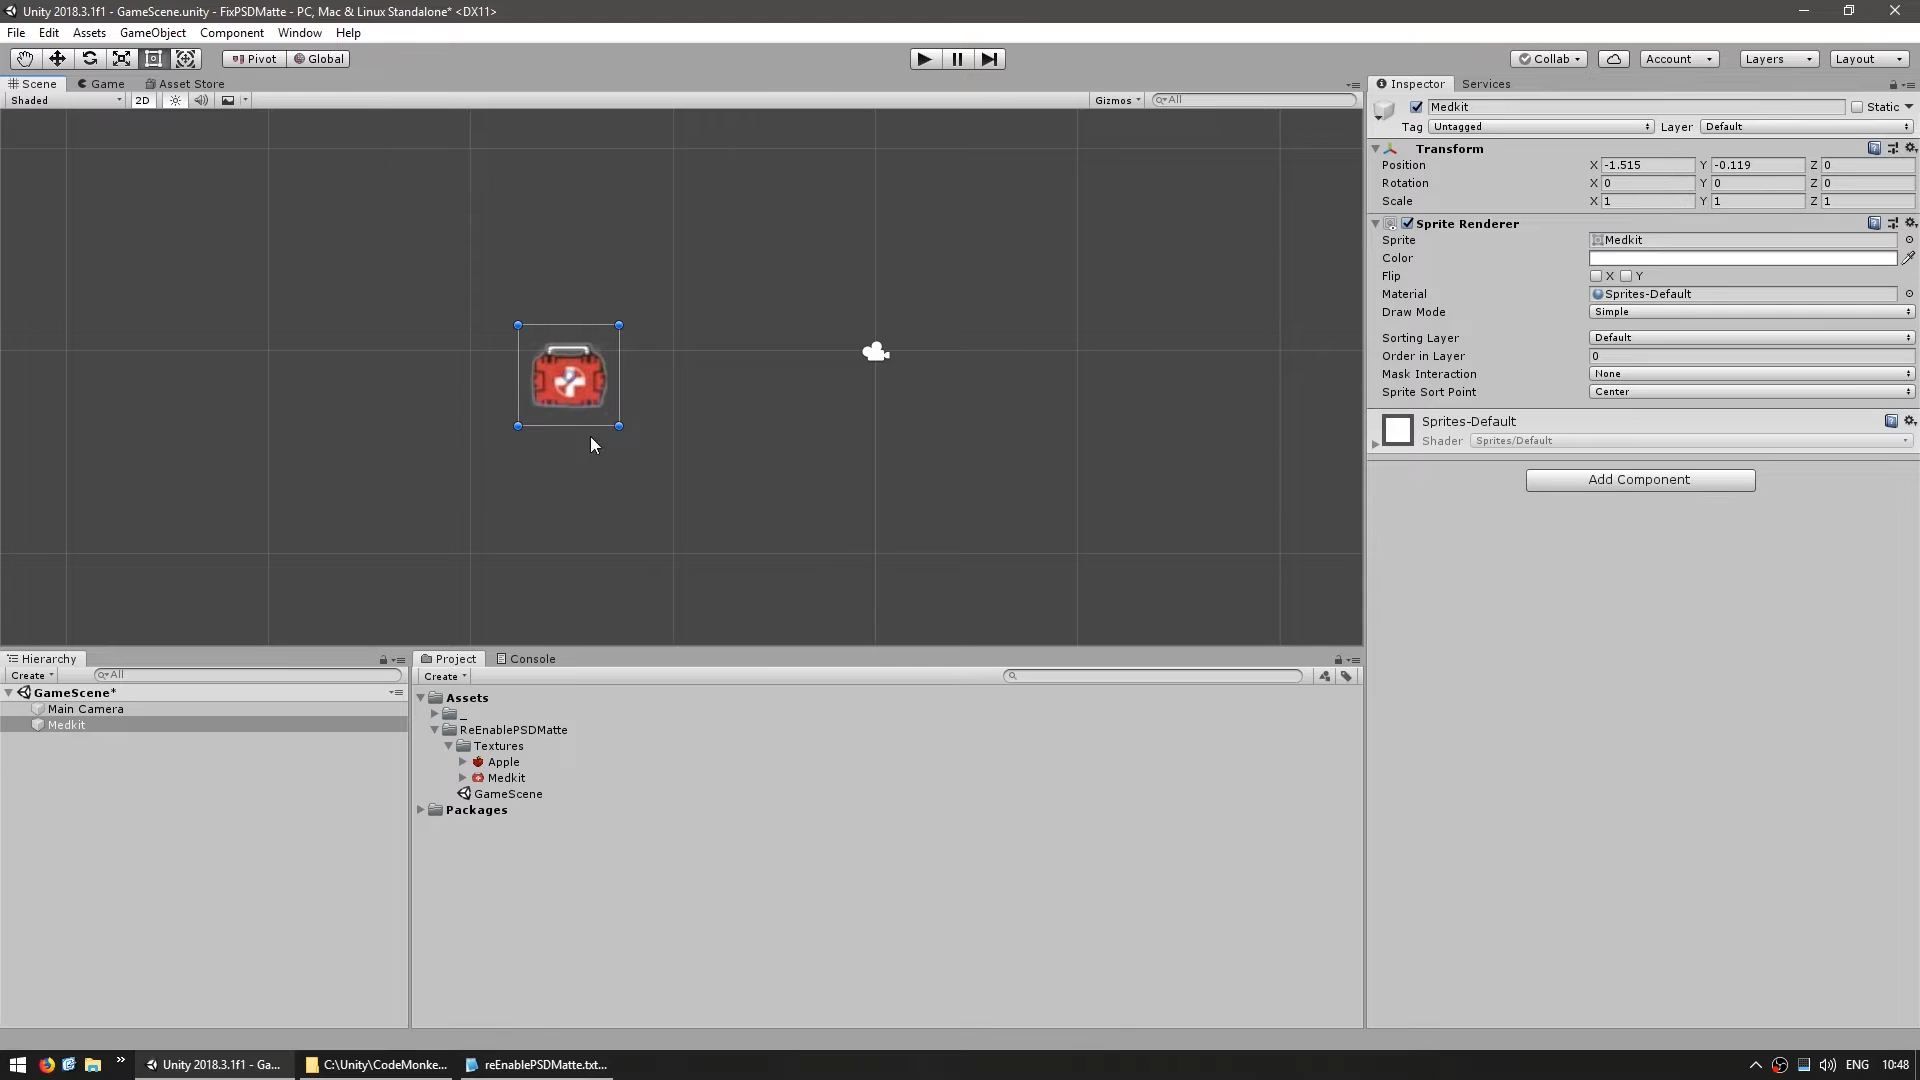 Unity 2018.3.1f1 - GameScene.unity - FixPSDMatte - PC, Mac & Linux Standalone* <DX11>
File Edit Assets GameObject Component Window Help
Pivot Global Collab Account Layers Layout
Scene Game Asset Store
Shaded 2D Gizmos All
Inspector Services
Medkit Static
Tag Untagged Layer Default
Transform
Position X -1.515 Y -0.119 Z 0
Rotation X 0 Y 0 Z 0
Scale X 1 Y 1 Z 1
Sprite Renderer
Sprite Medkit
Color
Flip X Y
Material Sprites-Default
Draw Mode Simple
Sorting Layer Default
Order in Layer 0
Mask Interaction None
Sprite Sort Point Center
Sprites-Default
Shader Sprites/Default
Add Component
Hierarchy
Create All
GameScene*
Main Camera
Medkit
Project Console
Create
Assets
_
ReEnablePSDMatte
Textures
Apple
Medkit
GameScene
Packages
Unity 2018.3.1f1 - Ga... C:\Unity\CodeMonke... reEnablePSDMatte.txt... ENG 10:48